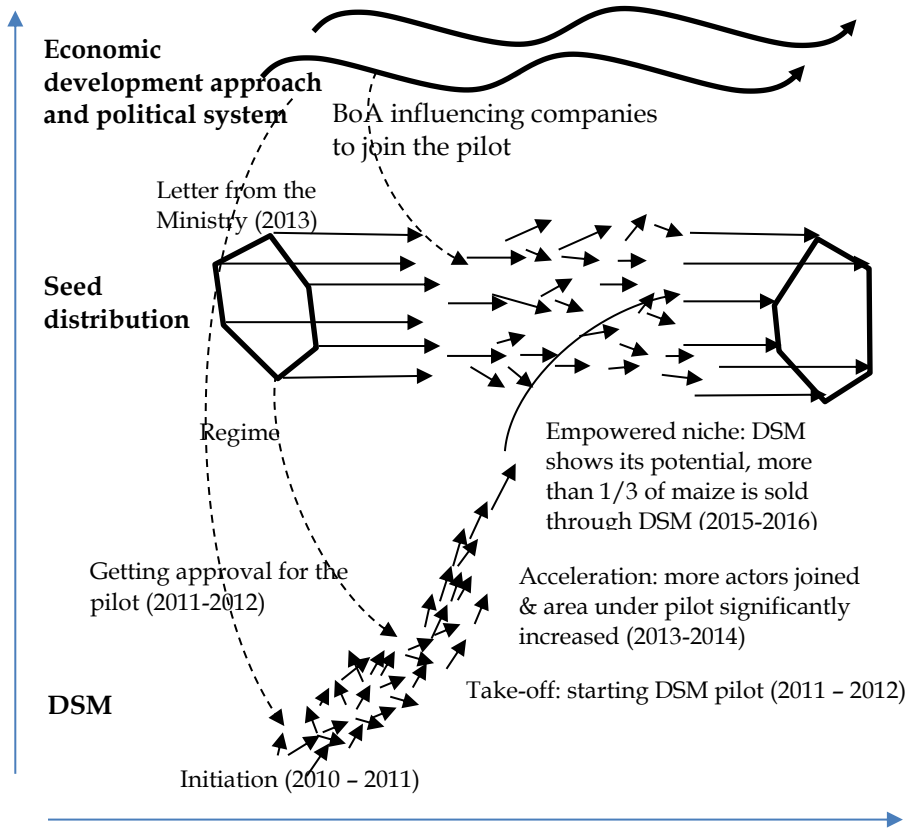 Economic
development approach
and political system
BoA influencing companies
to join the pilot
Letter from the
Ministry (2013)
Seed
distribution
Regime
Empowered niche: DSM
shows its potential, more
than 1/3 of maize is sold
through DSM (2015-2016)
Getting approval for the
pilot (2011-2012)
Acceleration: more actors joined
& area under pilot significantly
increased (2013-2014)
Take-off: starting DSM pilot (2011 – 2012)
DSM
Initiation (2010 – 2011)